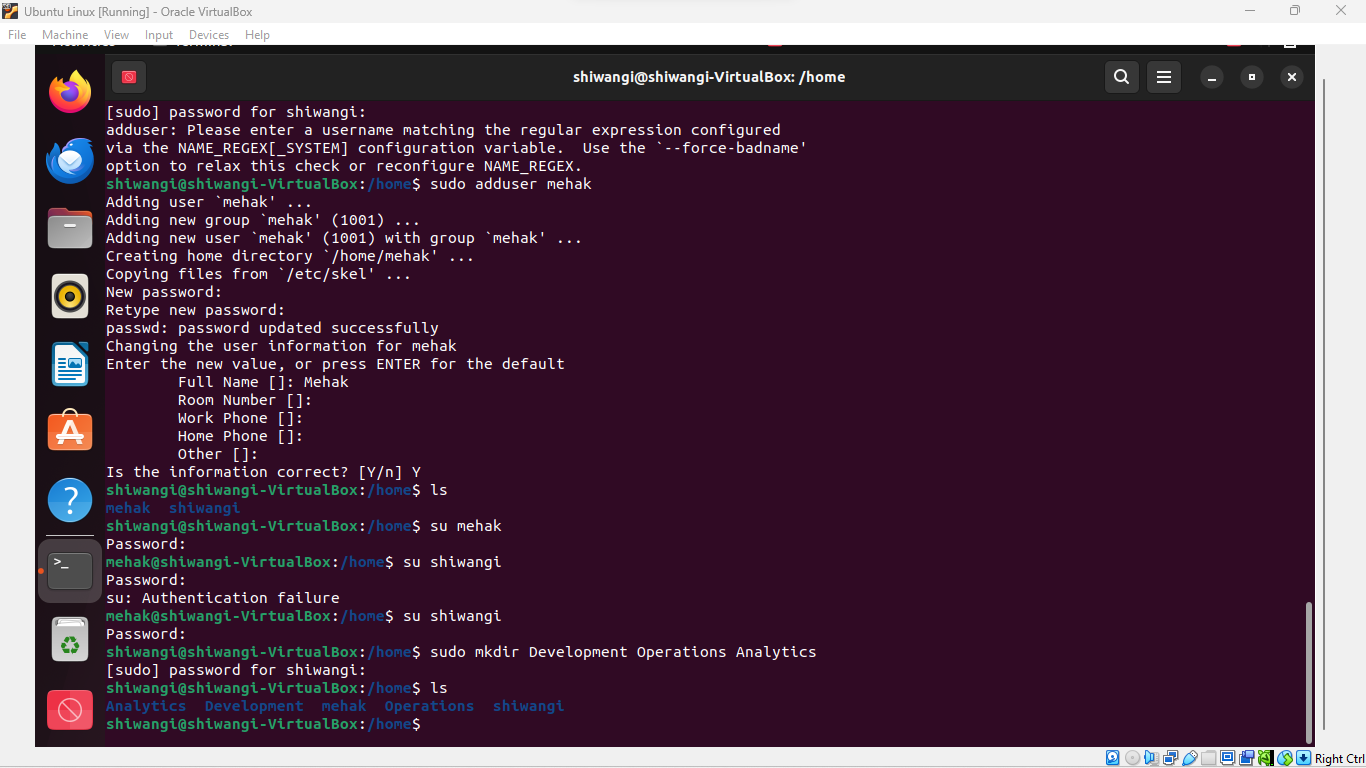 Ubuntu Linux [Running] - Oracle VirtualBox
File Machine View Input Devices Help
shiwangi@shiwangi-VirtualBox: /home
[sudo] password for shiwangi:
adduser: Please enter a username matching the regular expression configured
via the NAME_REGEX[_SYSTEM] configuration variable.  Use the `--force-badname'
option to relax this check or reconfigure NAME_REGEX.
shiwangi@shiwangi-VirtualBox:/home$ sudo adduser mehak
Adding user `mehak' ...
Adding new group `mehak' (1001) ...
Adding new user `mehak' (1001) with group `mehak' ...
Creating home directory `/home/mehak' ...
Copying files from `/etc/skel' ...
New password:
Retype new password:
passwd: password updated successfully
Changing the user information for mehak
Enter the new value, or press ENTER for the default
Full Name []: Mehak
Room Number []:
Work Phone []:
Home Phone []:
Other []:
Is the information correct? [Y/n] Y
shiwangi@shiwangi-VirtualBox:/home$ ls
mehak  shiwangi
shiwangi@shiwangi-VirtualBox:/home$ su mehak
Password:
mehak@shiwangi-VirtualBox:/home$ su shiwangi
Password:
su: Authentication failure
mehak@shiwangi-VirtualBox:/home$ su shiwangi
Password:
shiwangi@shiwangi-VirtualBox:/home$ sudo mkdir Development Operations Analytics
[sudo] password for shiwangi:
shiwangi@shiwangi-VirtualBox:/home$ ls
Analytics  Development  mehak  Operations  shiwangi
shiwangi@shiwangi-VirtualBox:/home$
Right Ctrl